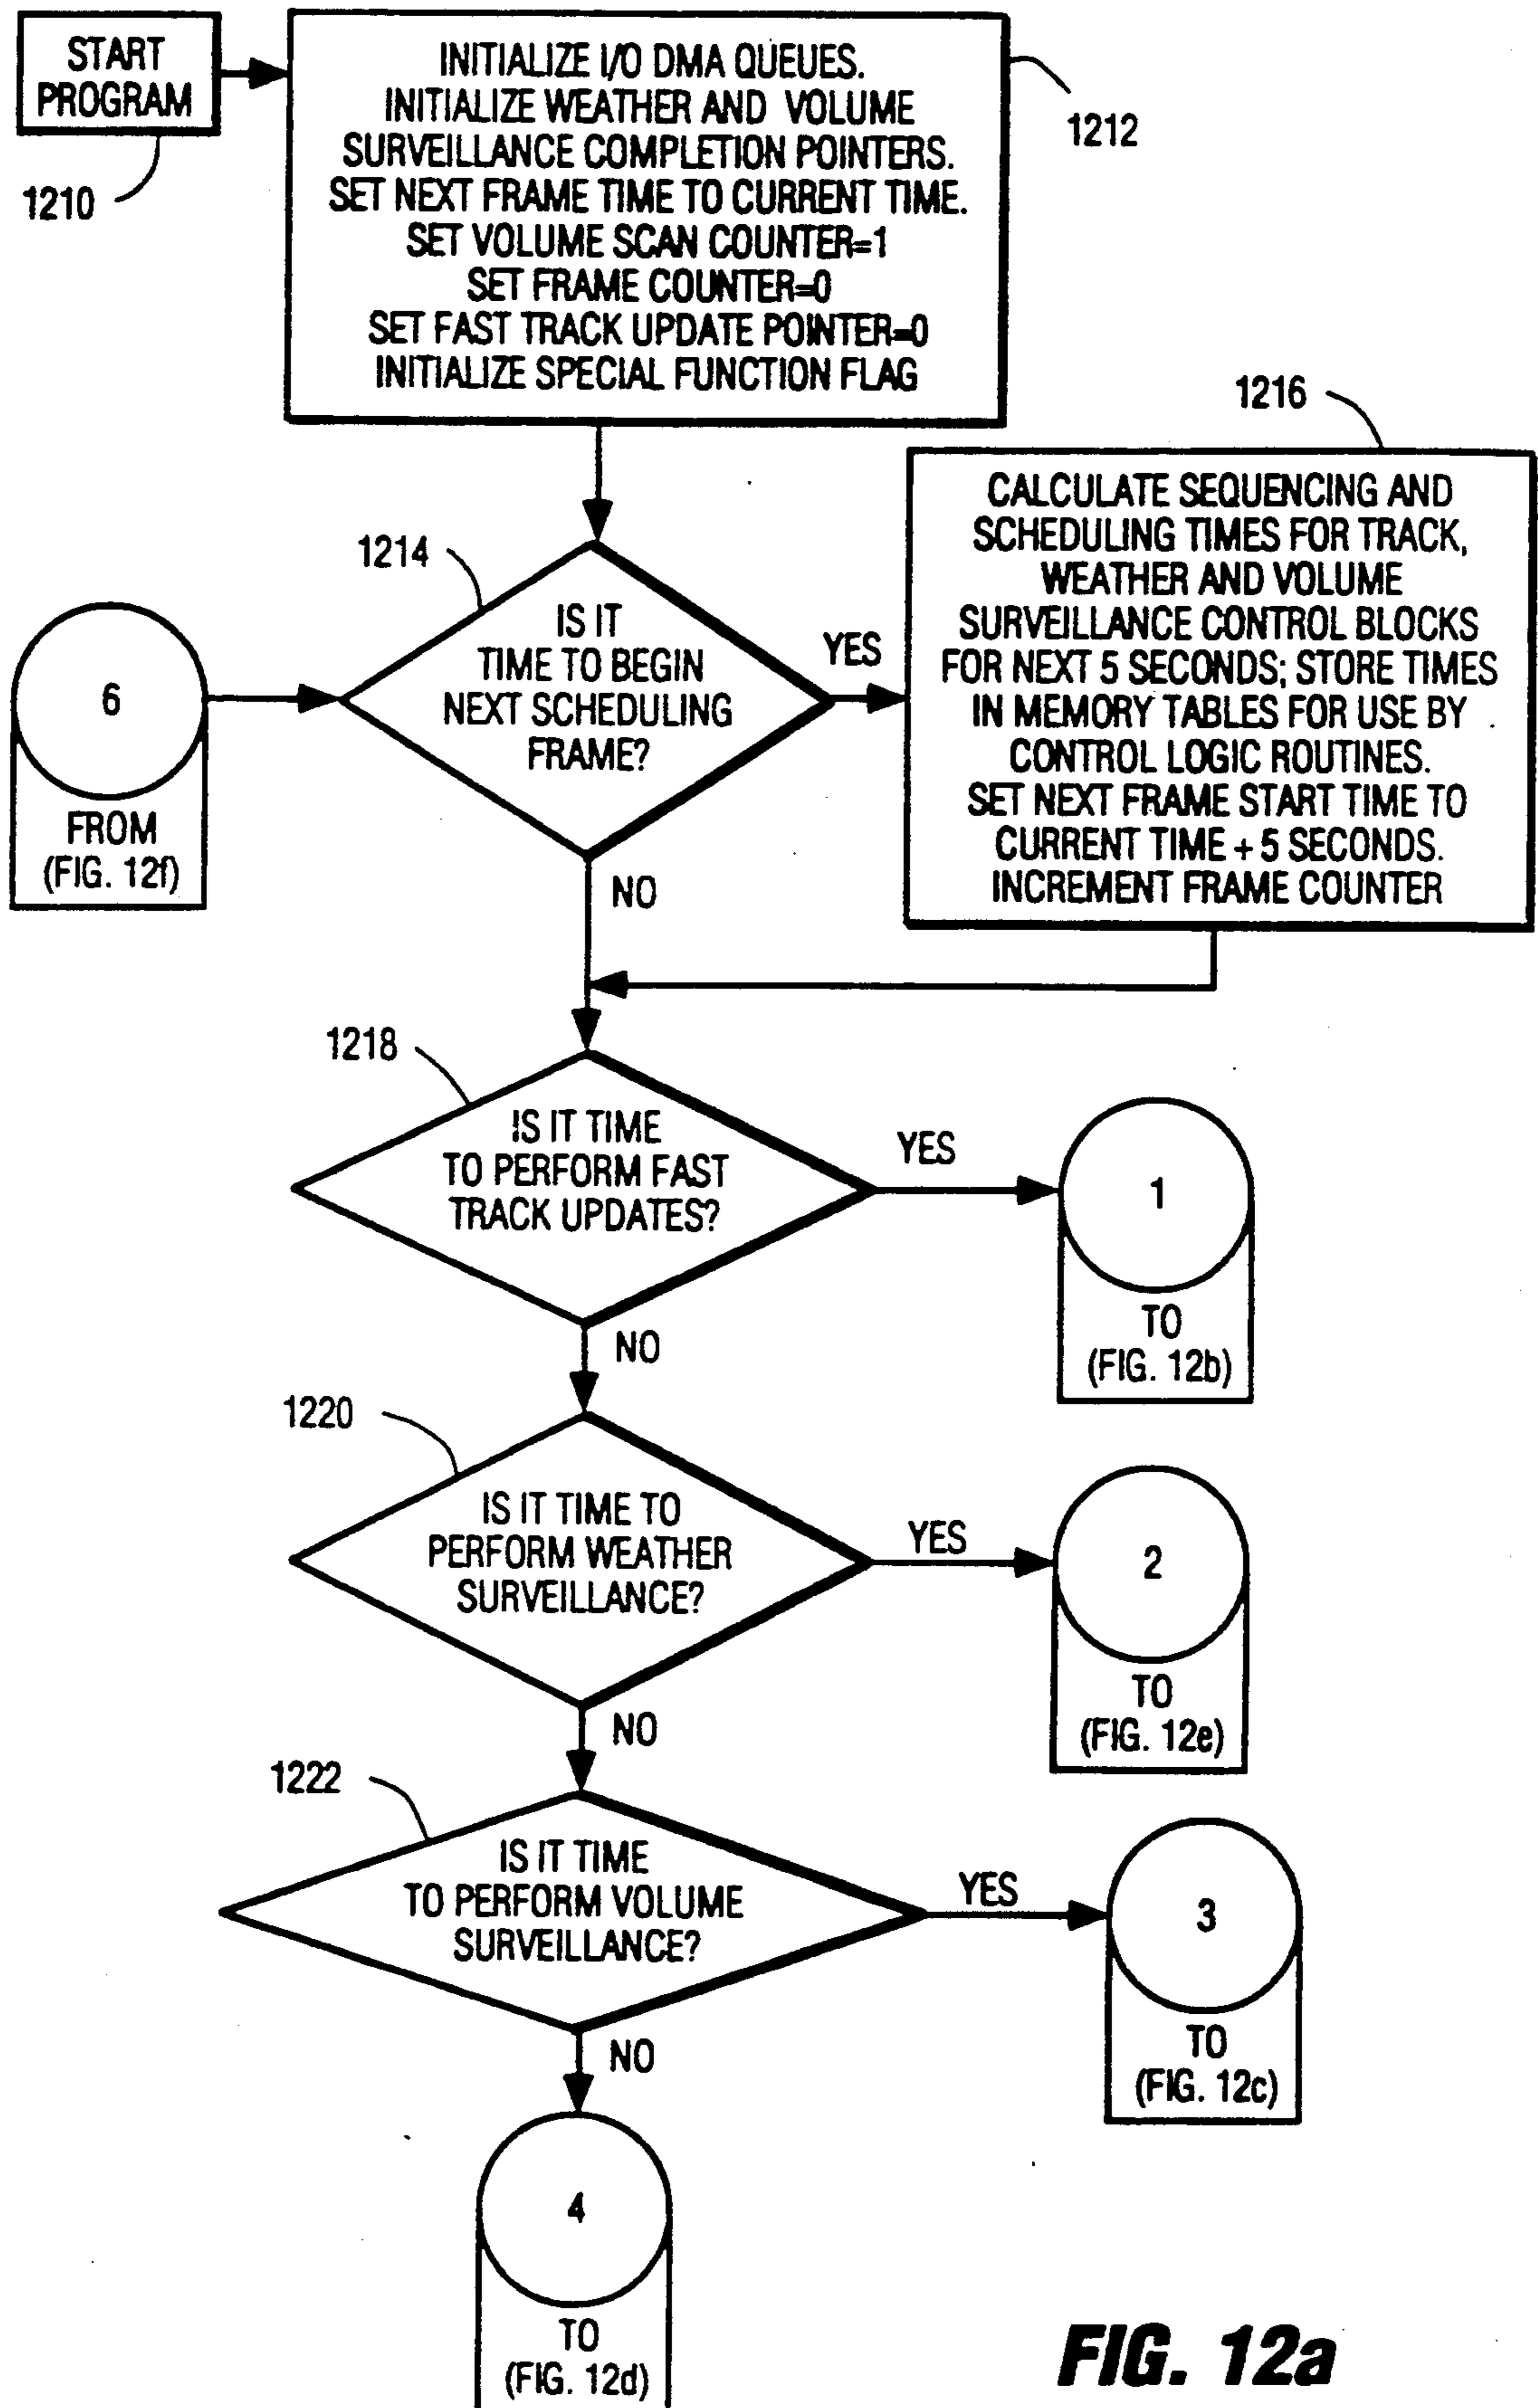 START
PROGRAM
1210
INITIALIZE I/O DMA QUEUES.
INITIALIZE WEATHER AND VOLUME
SURVEILLANCE COMPLETION POINTERS.
SET NEXT FRAME TIME TO CURRENT TIME.
SET VOLUME SCAN COUNTER=1
SET FRAME COUNTER=0
SET FAST TRACK UPDATE POINTER=0
INITIALIZE SPECIAL FUNCTION FLAG
1212
1214
IS IT
TIME TO BEGIN
NEXT SCHEDULING
FRAME?
6
FROM
(FIG. 12f)
YES
1216
CALCULATE SEQUENCING AND
SCHEDULING TIMES FOR TRACK,
WEATHER AND VOLUME
SURVEILLANCE CONTROL BLOCKS
FOR NEXT 5 SECONDS; STORE TIMES
IN MEMORY TABLES FOR USE BY
CONTROL LOGIC ROUTINES.
SET NEXT FRAME START TIME TO
CURRENT TIME + 5 SECONDS.
INCREMENT FRAME COUNTER
NO
1218
IS IT TIME
TO PERFORM FAST
TRACK UPDATES?
YES
1
TO
(FIG. 12b)
NO
1220
IS IT TIME TO
PERFORM WEATHER
SURVEILLANCE?
YES
2
TO
(FIG. 12e)
NO
1222
IS IT TIME
TO PERFORM VOLUME
SURVEILLANCE?
YES
3
TO
(FIG. 12c)
NO
4
TO
(FIG. 12d)
FIG. 12a